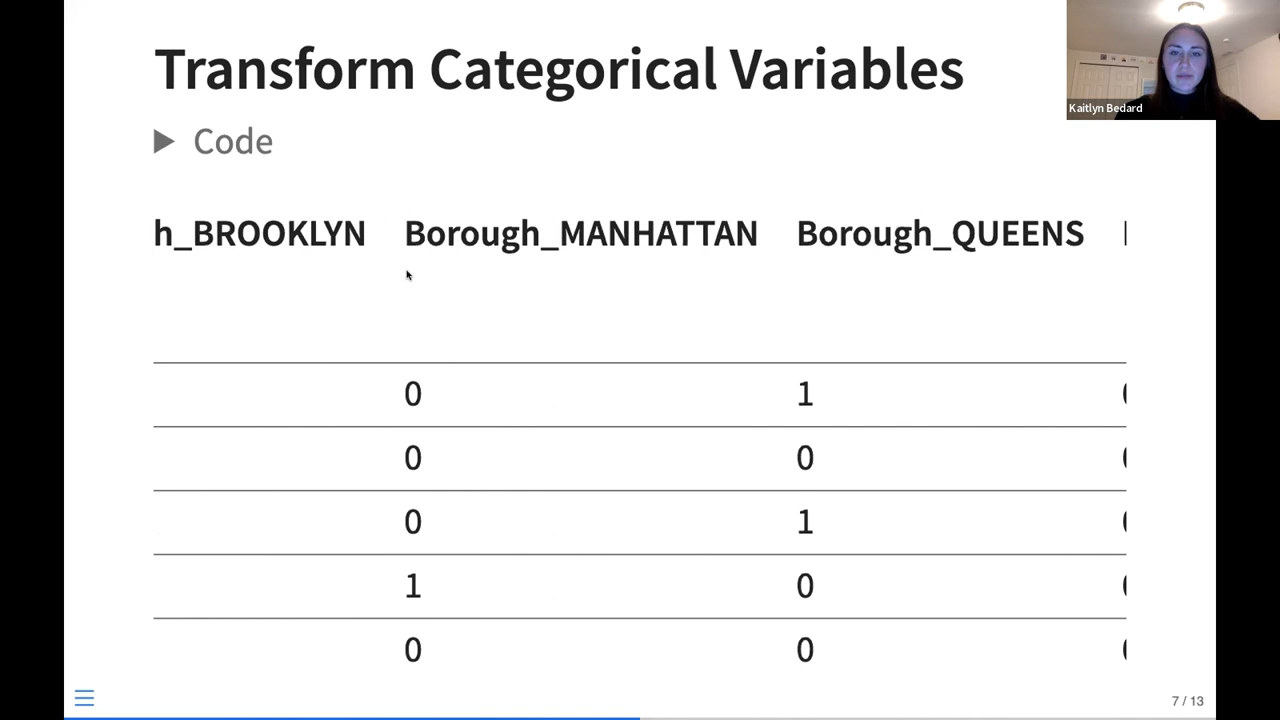 Transform Categorical Variables
Kaitlyn Bedard
Code
h_BROOKLYN Borough_MANHATTAN Borough_QUEENS
0 1
0 0
0 1
1 0
0 0
7 / 13